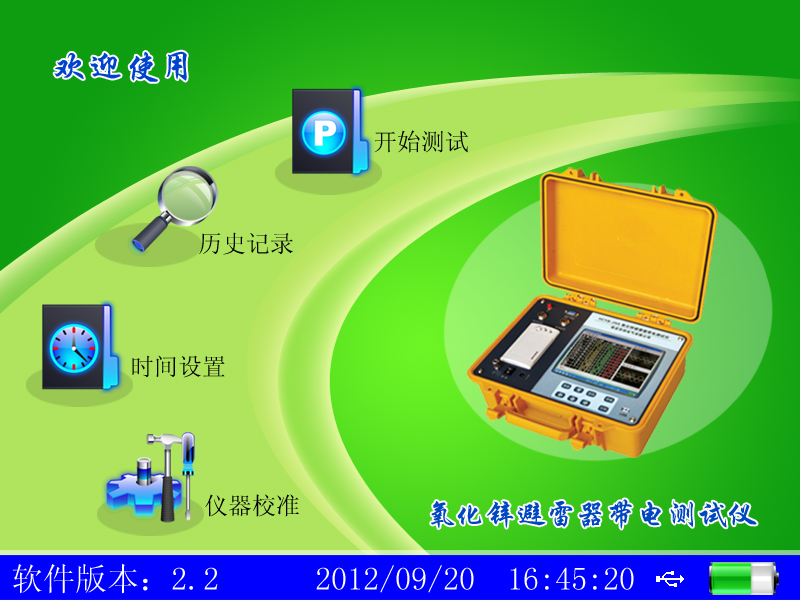 欢迎使用
P
开始测试
历史记录
时间设置
仪器校准
氧化锌避雷器带电测试仪
软件版本：2.2 2012/09/20 16:45:20